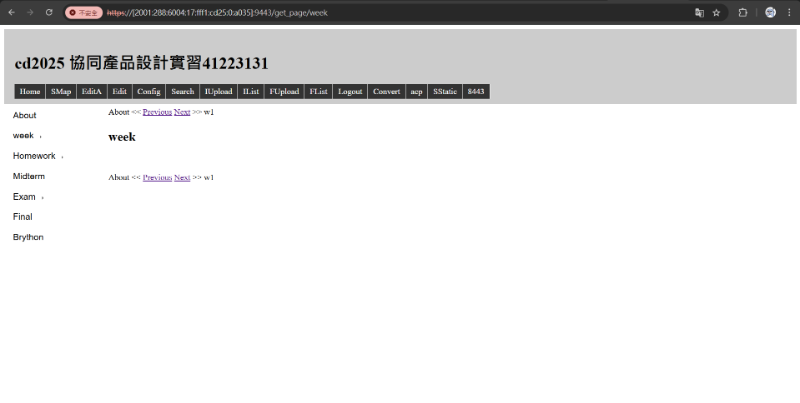 不安全 https://[2001:288:6004:17:fff1:cd25:0:a035]:9443/get_page/week
cd2025 協同產品設計實習41223131
Home SMap EditA Edit Config Search IUpload IList FUpload FList Logout Convert acp SStatic 8443
About
week
Homework
Midterm
Exam
Final
Brython
About << Previous Next >> w1
week
About << Previous Next >> w1